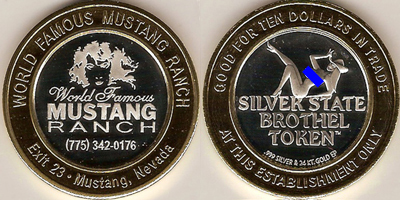 WORLD FAMOUS MUSTANG RANCH
World Famous
MUSTANG
RANCH
(775) 342-0176
Exit 23 · Mustang, Nevada
GOOD FOR TEN DOLLARS IN TRADE
SILVER STATE
BROTHEL
TOKEN™
.999 SILVER & 24 KT. GOLD EP
AT THIS ESTABLISHMENT ONLY